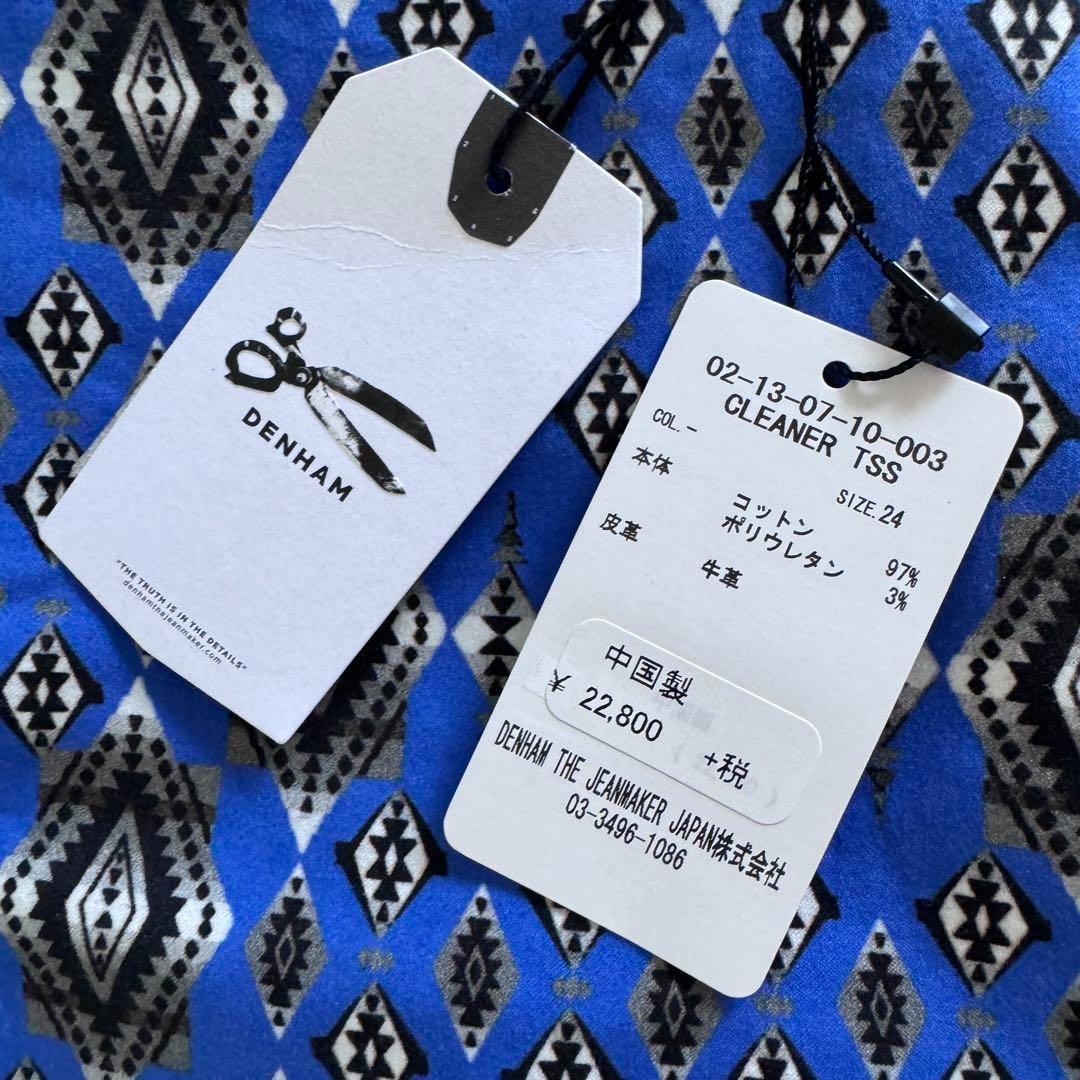 DENHAM
"THE TRUTH IS IN THE DETAILS"
denhamthejeanmaker.com
02-13-07-10-003
CLEANER TSS
COL.-
SIZE.24
本体
コットン 97%
ポリウレタン 3%
皮革
牛革
中国製
22,800
+税
DENHAM THE JEANMAKER JAPAN株式会社
03-3496-1086